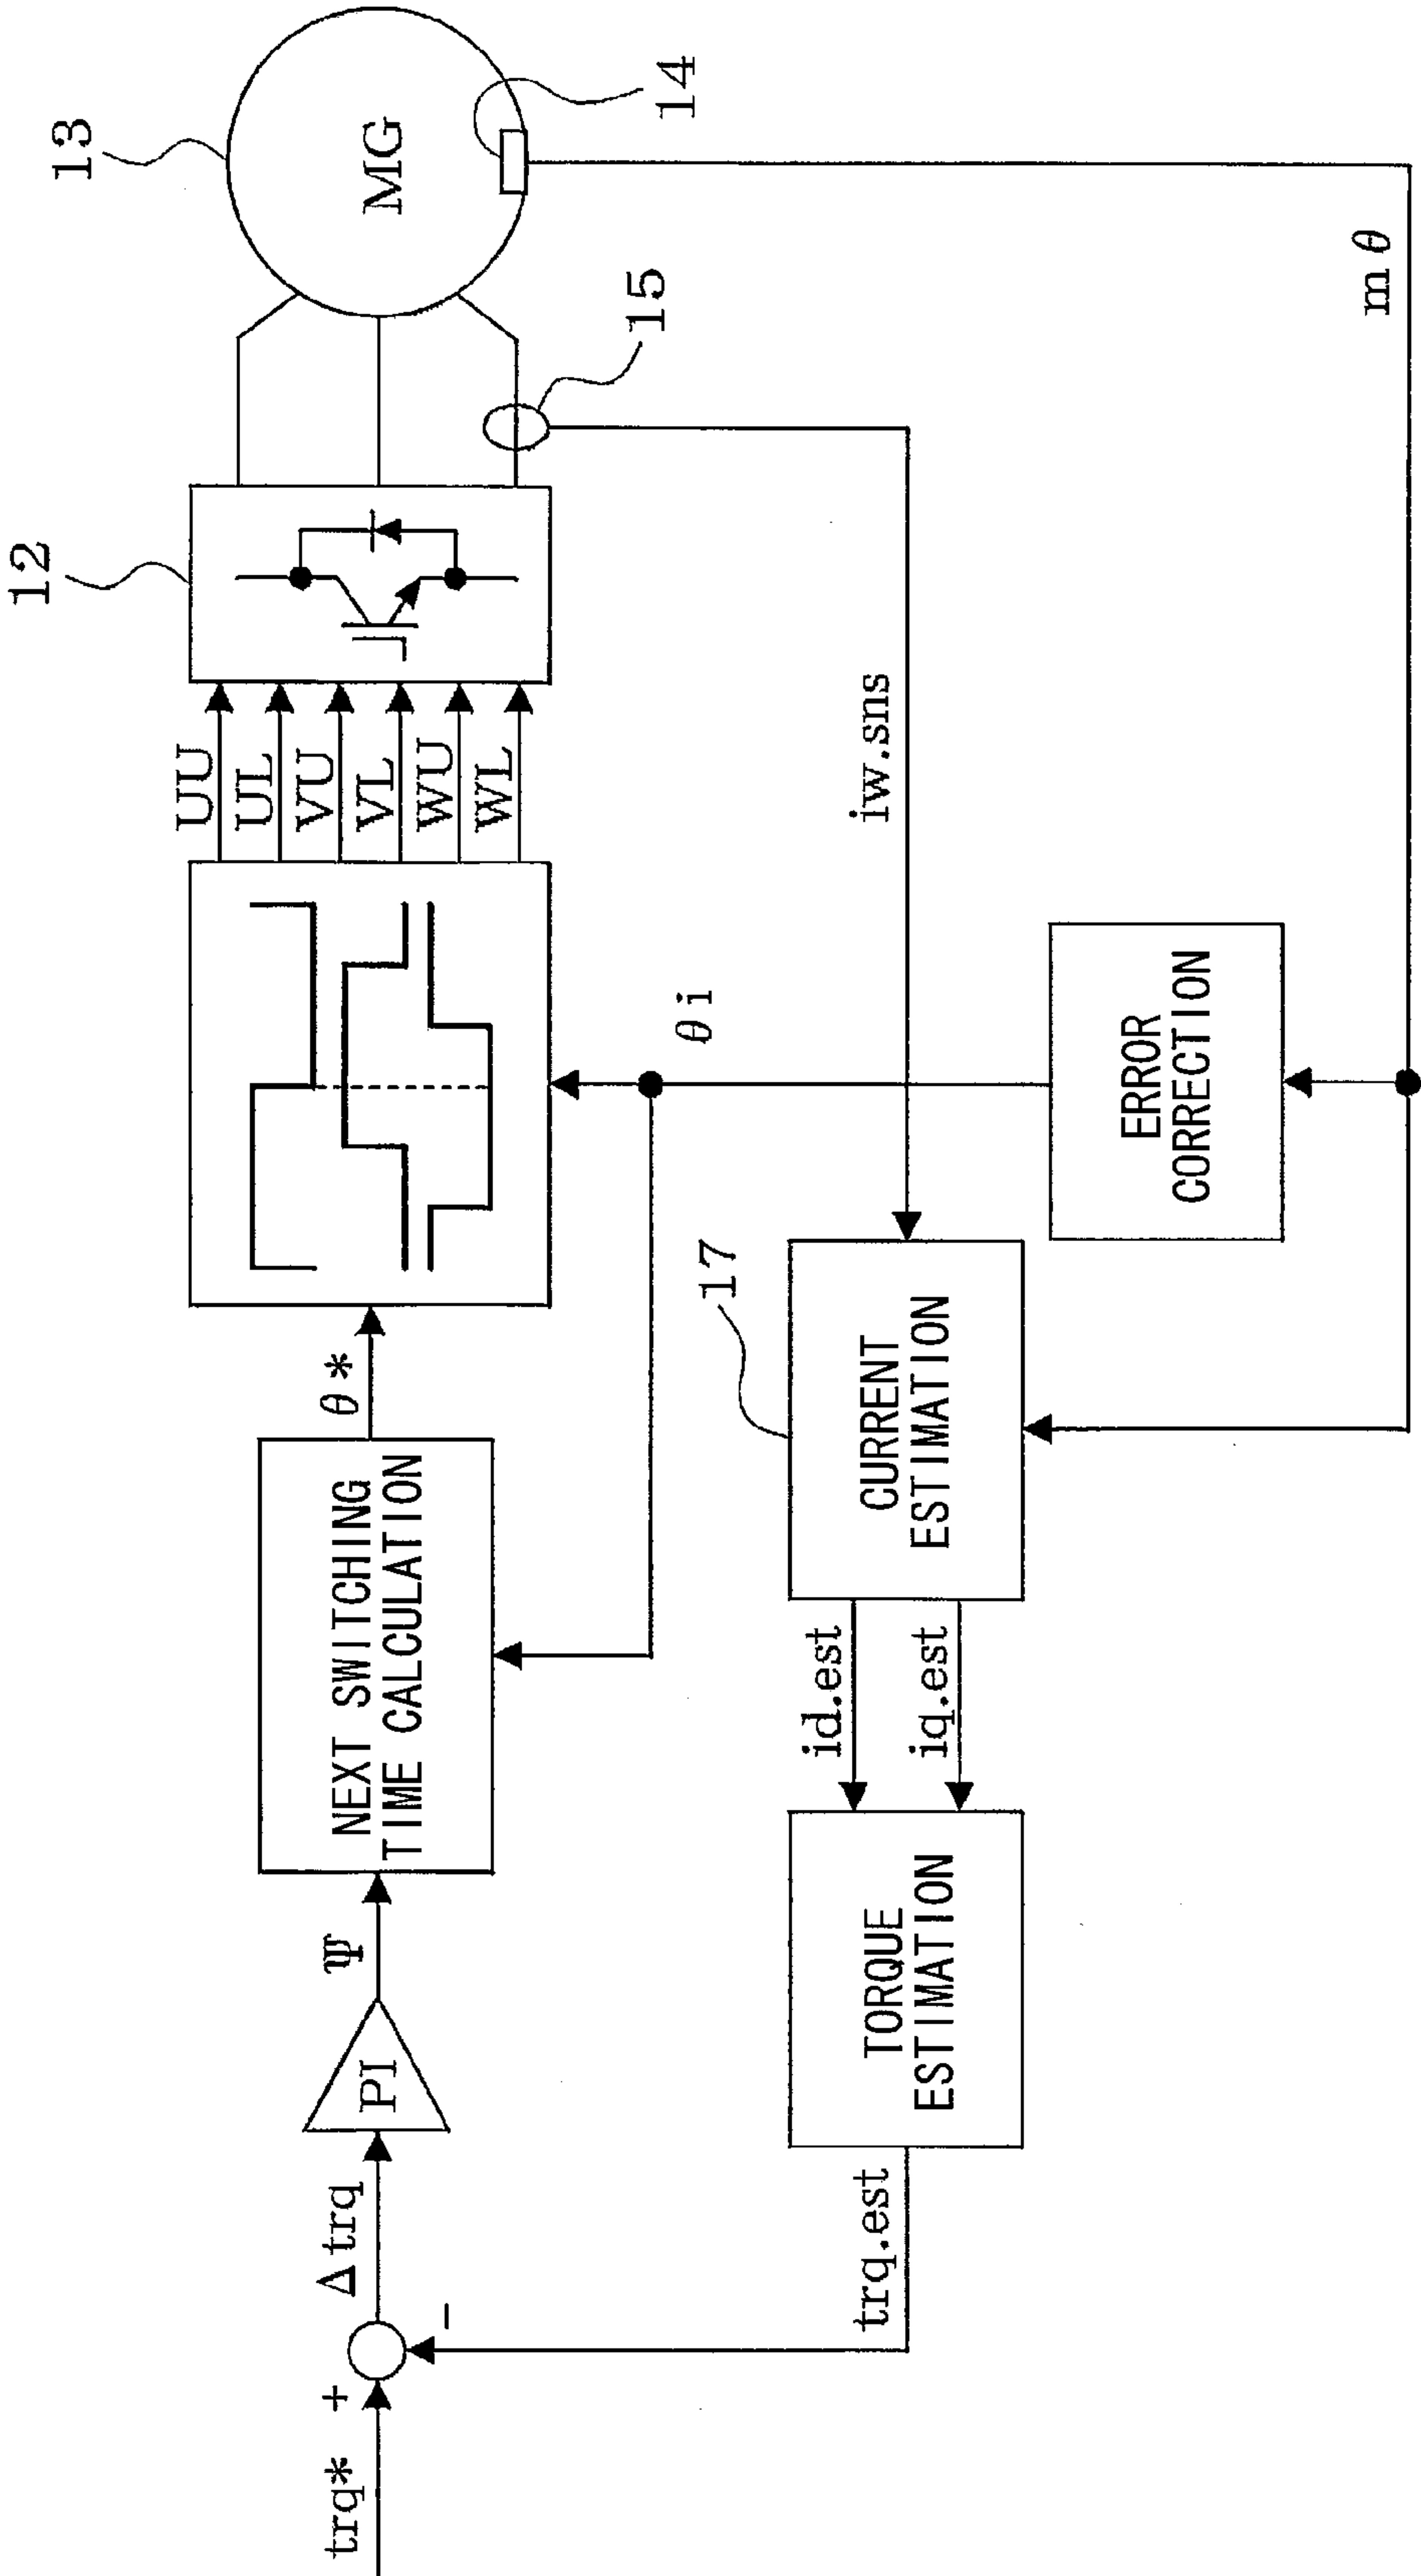 trq*
+
-
Δtrq
PI
Ψ
NEXT SWITCHING
TIME CALCULATION
θ*
UU
UL
VU
VL
WU
WL
12
13
MG
14
15
iw.sns
θi
mθ
ERROR
CORRECTION
17
CURRENT
ESTIMATION
id.est
iq.est
TORQUE
ESTIMATION
trq.est